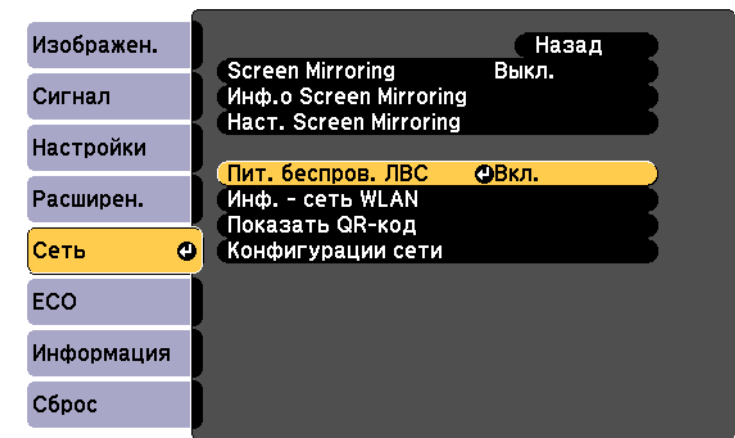 Изображен.
Сигнал
Настройки
Расширен.
Сеть
ECO
Информация
Сброс
Назад
Screen Mirroring Выкл.
Инф.о Screen Mirroring
Наст. Screen Mirroring
Пит. беспров. ЛВС Вкл.
Инф. - сеть WLAN
Показать QR-код
Конфигурации сети